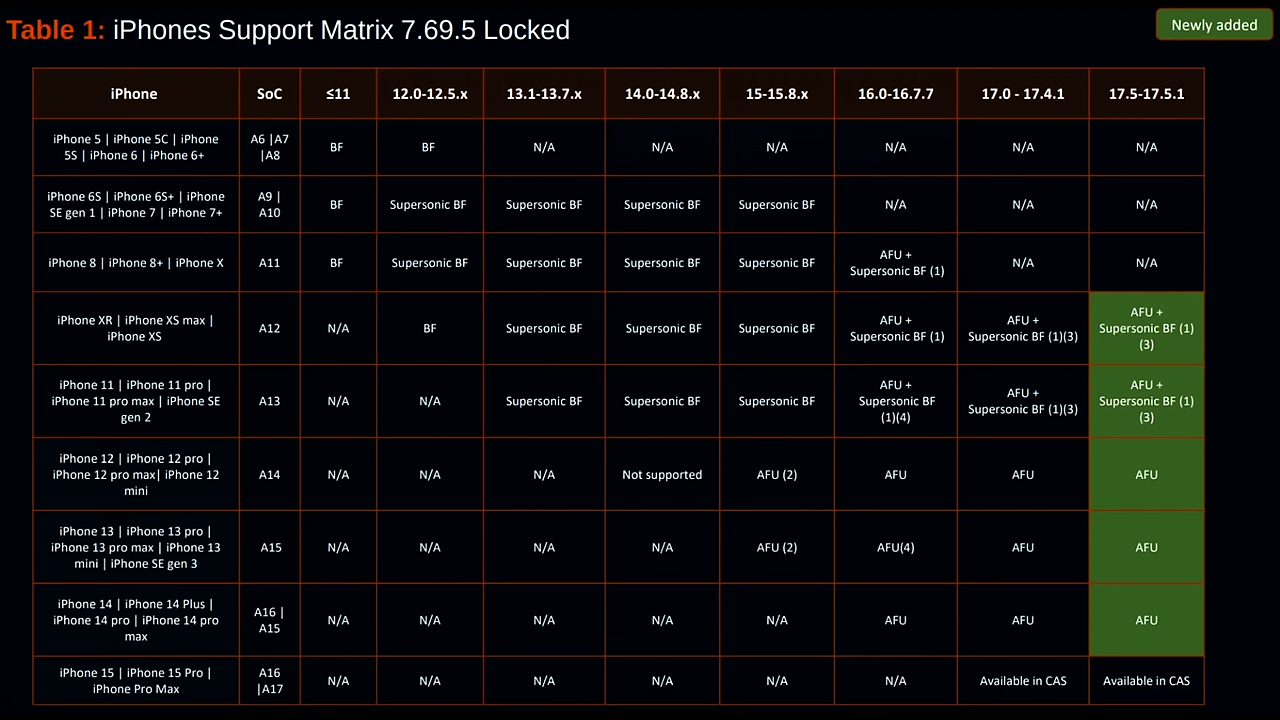 Table 1: iPhones Support Matrix 7.69.5 Locked
Newly added
iPhone SoC ≤11 12.0-12.5.x 13.1-13.7.x 14.0-14.8.x 15-15.8.x 16.0-16.7.7 17.0 - 17.4.1 17.5-17.5.1
iPhone 5 | iPhone 5C | iPhone
5S | iPhone 6 | iPhone 6+
A6 |A7
|A8
BF BF N/A N/A N/A N/A N/A N/A
iPhone 6S | iPhone 6S+ | iPhone
SE gen 1 | iPhone 7 | iPhone 7+
A9 |
A10
BF Supersonic BF Supersonic BF Supersonic BF Supersonic BF N/A N/A N/A
iPhone 8 | iPhone 8+ | iPhone X A11 BF Supersonic BF Supersonic BF Supersonic BF Supersonic BF
AFU +
Supersonic BF (1)
N/A N/A
iPhone XR | iPhone XS max |
iPhone XS
A12 N/A BF Supersonic BF Supersonic BF Supersonic BF
AFU +
Supersonic BF (1)
AFU +
Supersonic BF (1)(3)
AFU +
Supersonic BF (1)
(3)
iPhone 11 | iPhone 11 pro |
iPhone 11 pro max | iPhone SE
gen 2
A13 N/A N/A Supersonic BF Supersonic BF Supersonic BF
AFU +
Supersonic BF
(1)(4)
AFU +
Supersonic BF (1)(3)
AFU +
Supersonic BF (1)
(3)
iPhone 12 | iPhone 12 pro |
iPhone 12 pro max| iPhone 12
mini
A14 N/A N/A N/A Not supported AFU (2) AFU AFU AFU
iPhone 13 | iPhone 13 pro |
iPhone 13 pro max | iPhone 13
mini | iPhone SE gen 3
A15 N/A N/A N/A N/A AFU (2) AFU(4) AFU AFU
iPhone 14 | iPhone 14 Plus |
iPhone 14 pro | iPhone 14 pro
max
A16 |
A15
N/A N/A N/A N/A N/A AFU AFU AFU
iPhone 15 | iPhone 15 Pro |
iPhone Pro Max
A16
|A17
N/A N/A N/A N/A N/A N/A Available in CAS Available in CAS